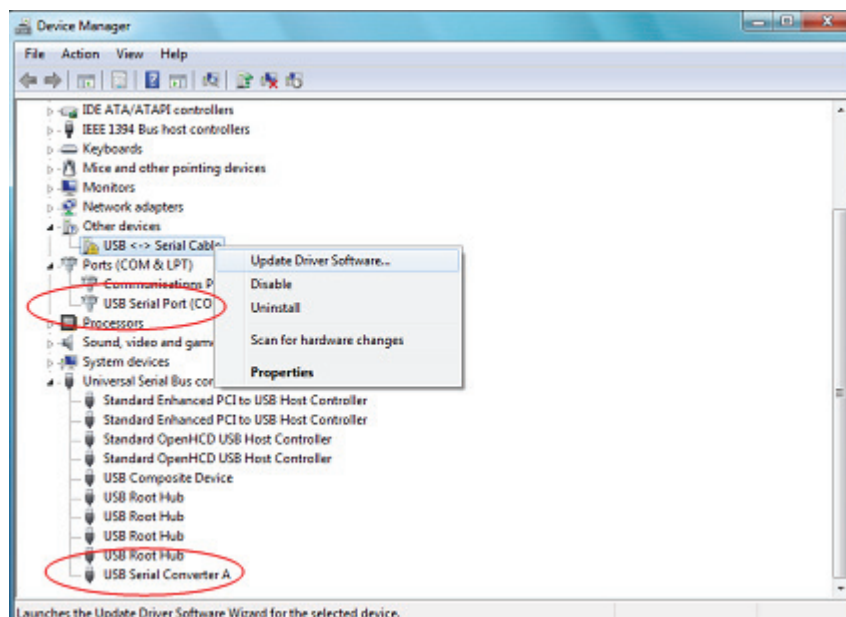 Device Manager
File Action View Help
IDE ATA/ATAPI controllers
IEEE 1394 Bus host controllers
Keyboards
Mice and other pointing devices
Monitors
Network adapters
Other devices
USB <-> Serial Cable
Update Driver Software...
Ports (COM & LPT)
Communications P
Disable
USB Serial Port (CO
Uninstall
Processors
Sound, video and gam
Scan for hardware changes
System devices
Properties
Universal Serial Bus con
Standard Enhanced PCI to USB Host Controller
Standard Enhanced PCI to USB Host Controller
Standard OpenHCD USB Host Controller
Standard OpenHCD USB Host Controller
USB Composite Device
USB Root Hub
USB Root Hub
USB Root Hub
USB Root Hub
USB Serial Converter A
Launches the Update Driver Software Wizard for the selected device.